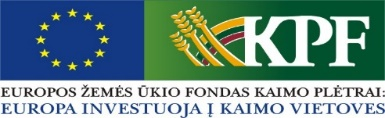 KPF
EUROPOS ŽEMĖS ŪKIO FONDAS KAIMO PLĖTRAI:
EUROPA INVESTUOJA Į KAIMO VIETOVES